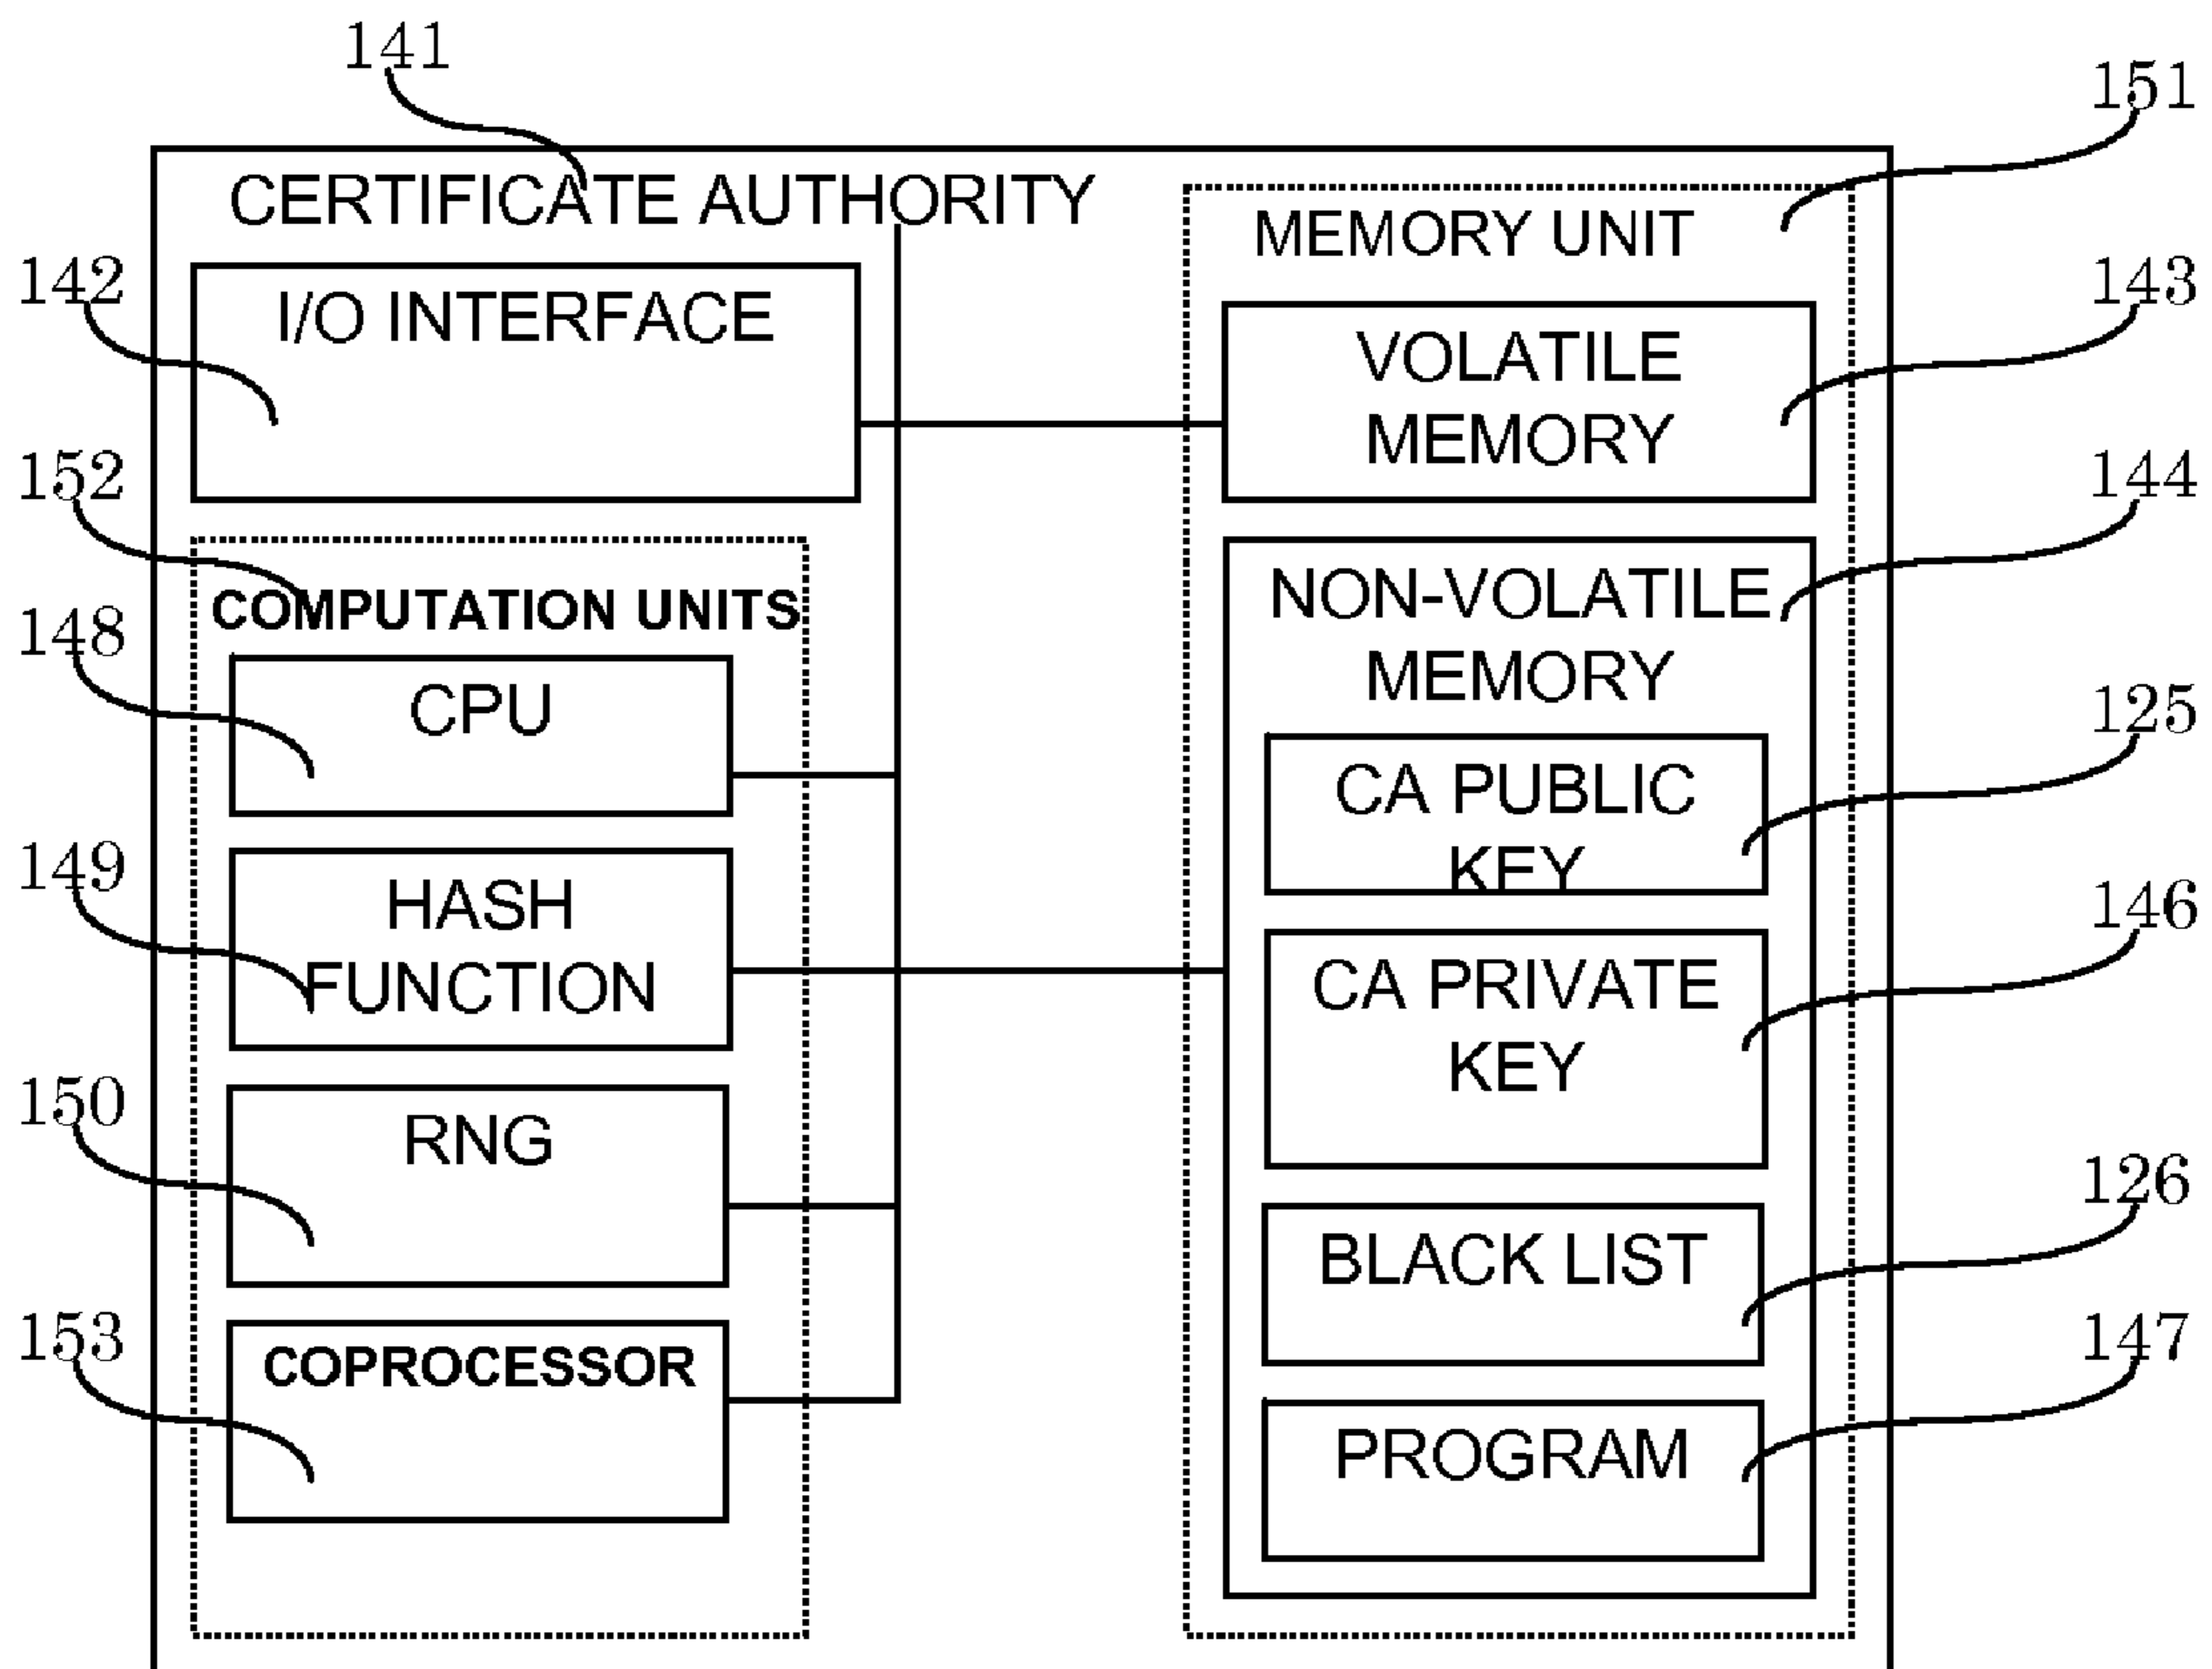 141
151
CERTIFICATE AUTHORITY
MEMORY UNIT
142
I/O INTERFACE
143
VOLATILE
MEMORY
152
144
COMPUTATION UNITS
NON-VOLATILE
MEMORY
148
CPU
125
CA PUBLIC
KEY
149
HASH
FUNCTION
146
CA PRIVATE
KEY
150
RNG
126
BLACK LIST
153
COPROCESSOR
147
PROGRAM